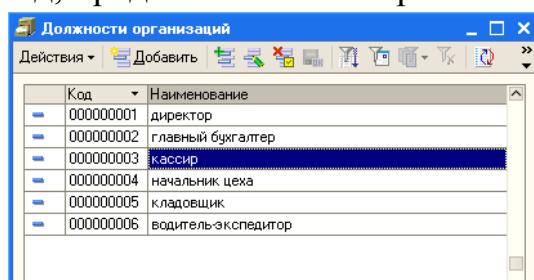 Должности организаций
Действия Добавить
Код Наименование
000000001 директор
000000002 главный бухгалтер
000000003 кассир
000000004 начальник цеха
000000005 кладовщик
000000006 водитель-экспедитор